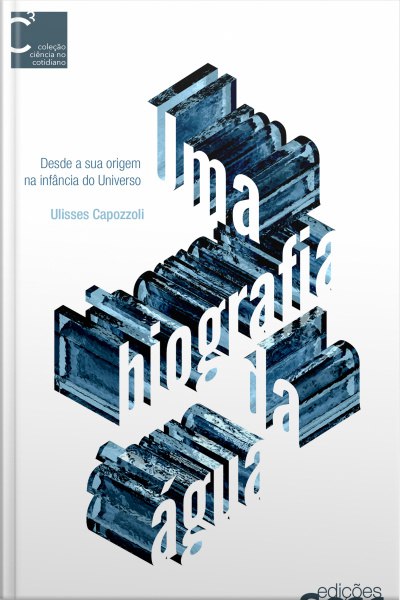 C³
coleção
ciência no
cotidiano
Desde a sua origem
na infância do Universo
Ulisses Capozzoli
Uma
biografia
da
água
edições